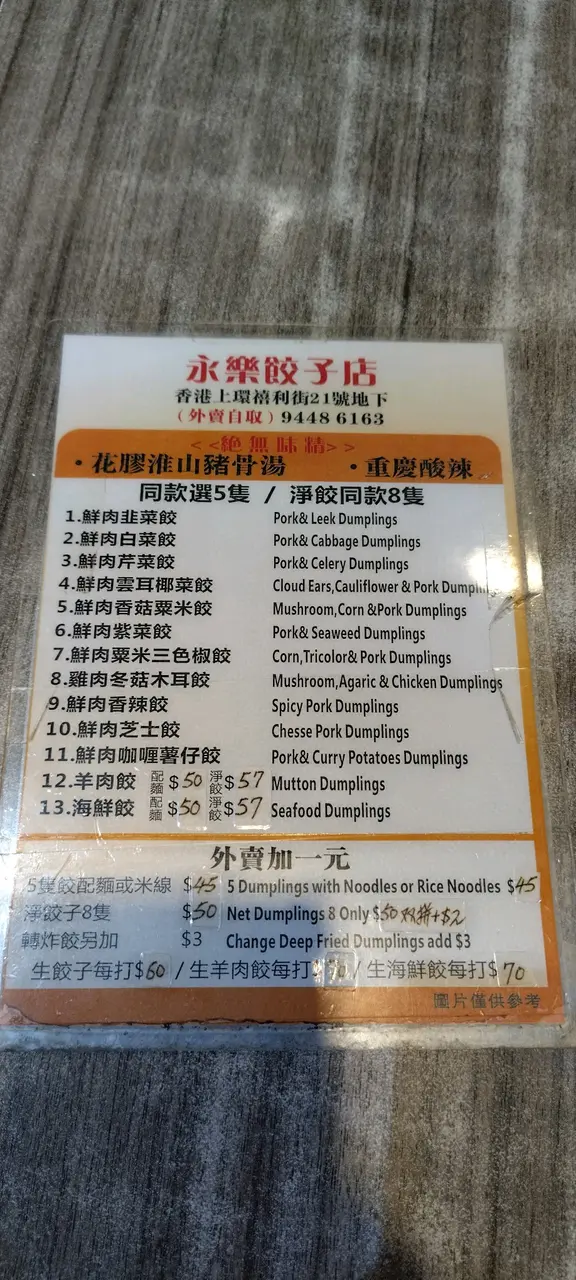 永樂餃子店
香港上環禧利街21號地下
(外賣自取) 9448 6163
<<絕無味精>>
・花膠淮山豬骨湯 ・重慶酸辣
同款選5隻 / 淨餃同款8隻
1.鮮肉韭菜餃 Pork& Leek Dumplings
2.鮮肉白菜餃 Pork& Cabbage Dumplings
3.鮮肉芹菜餃 Pork& Celery Dumplings
4.鮮肉雲耳椰菜餃 Cloud Ears,Cauliflower & Pork Dumplings
5.鮮肉香菇粟米餃 Mushroom,Corn &Pork Dumplings
6.鮮肉紫菜餃 Pork& Seaweed Dumplings
7.鮮肉粟米三色椒餃 Corn,Tricolor& Pork Dumplings
8.雞肉冬菇木耳餃 Mushroom,Agaric & Chicken Dumplings
9.鮮肉香辣餃 Spicy Pork Dumplings
10.鮮肉芝士餃 Chesse Pork Dumplings
11.鮮肉咖喱薯仔餃 Pork& Curry Potatoes Dumplings
12.羊肉餃 配麵 $50 淨餃 $57 Mutton Dumplings
13.海鮮餃 配麵 $50 淨餃 $57 Seafood Dumplings
外賣加一元
5隻餃配麵或米線 $45 5 Dumplings with Noodles or Rice Noodles $45
淨餃子8隻 $50 Net Dumplings 8 Only $50 双拼+$2
轉炸餃另加 $3 Change Deep Fried Dumplings add $3
生餃子每打$60 / 生羊肉餃每打$70 / 生海鮮餃每打$70
圖片僅供參考